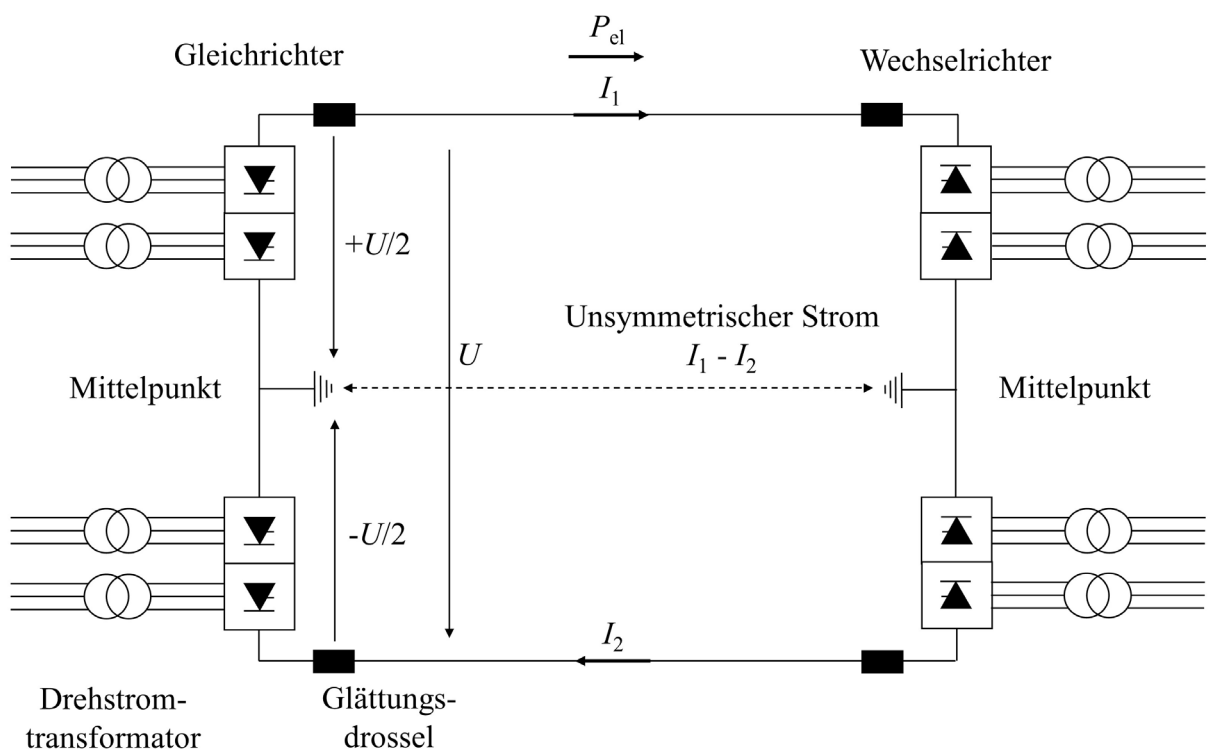 P_el
Gleichrichter
Wechselrichter
I_1
+U/2
Unsymmetrischer Strom
U
I_1 - I_2
Mittelpunkt
Mittelpunkt
-U/2
I_2
Drehstrom-
transformator
Glättungs-
drossel